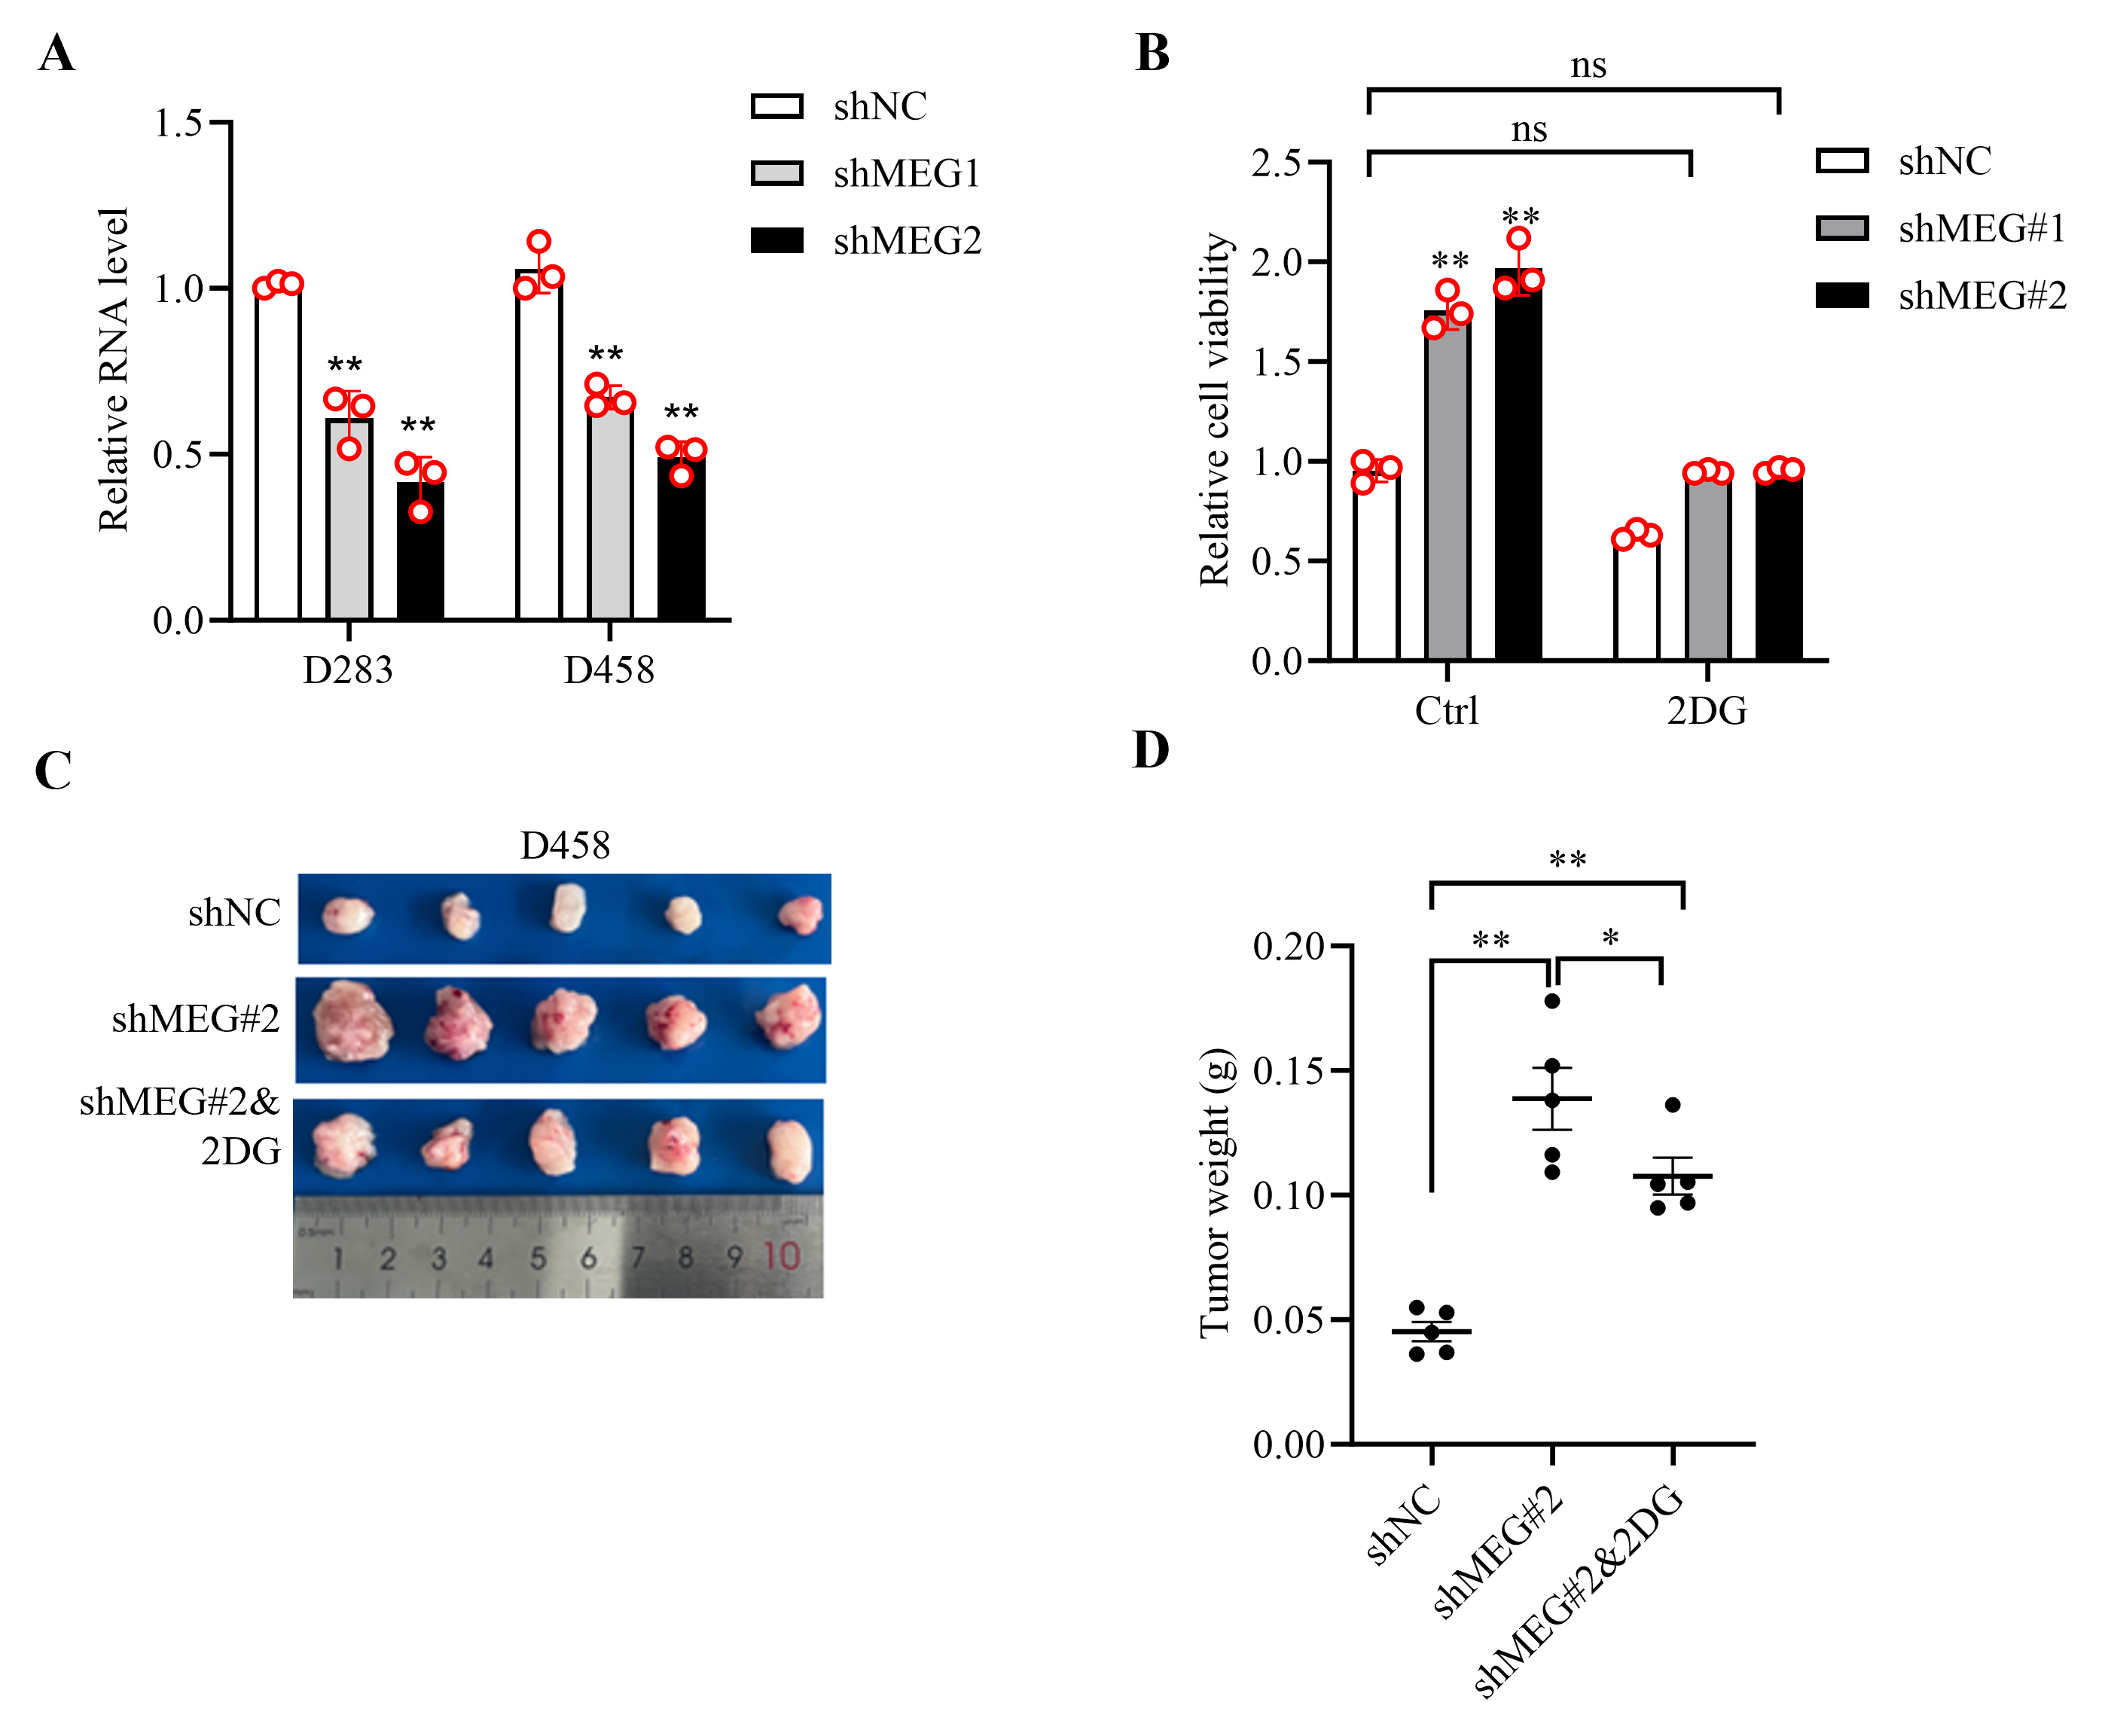 A
Relative RNA level
1.5
1.0
0.5
0.0
**
**
**
**
D283
D458
shNC
shMEG1
shMEG2
B
ns
ns
Relative cell viability
2.5
2.0
1.5
1.0
0.5
0.0
**
**
Ctrl
2DG
shNC
shMEG#1
shMEG#2
C
D458
shNC
shMEG#2
shMEG#2&
2DG
0.5mm
1 2 3 4 5 6 7 8 9 10
D
**
**
*
Tumor weight (g)
0.20
0.15
0.10
0.05
0.00
shNC
shMEG#2
shMEG#2&2DG